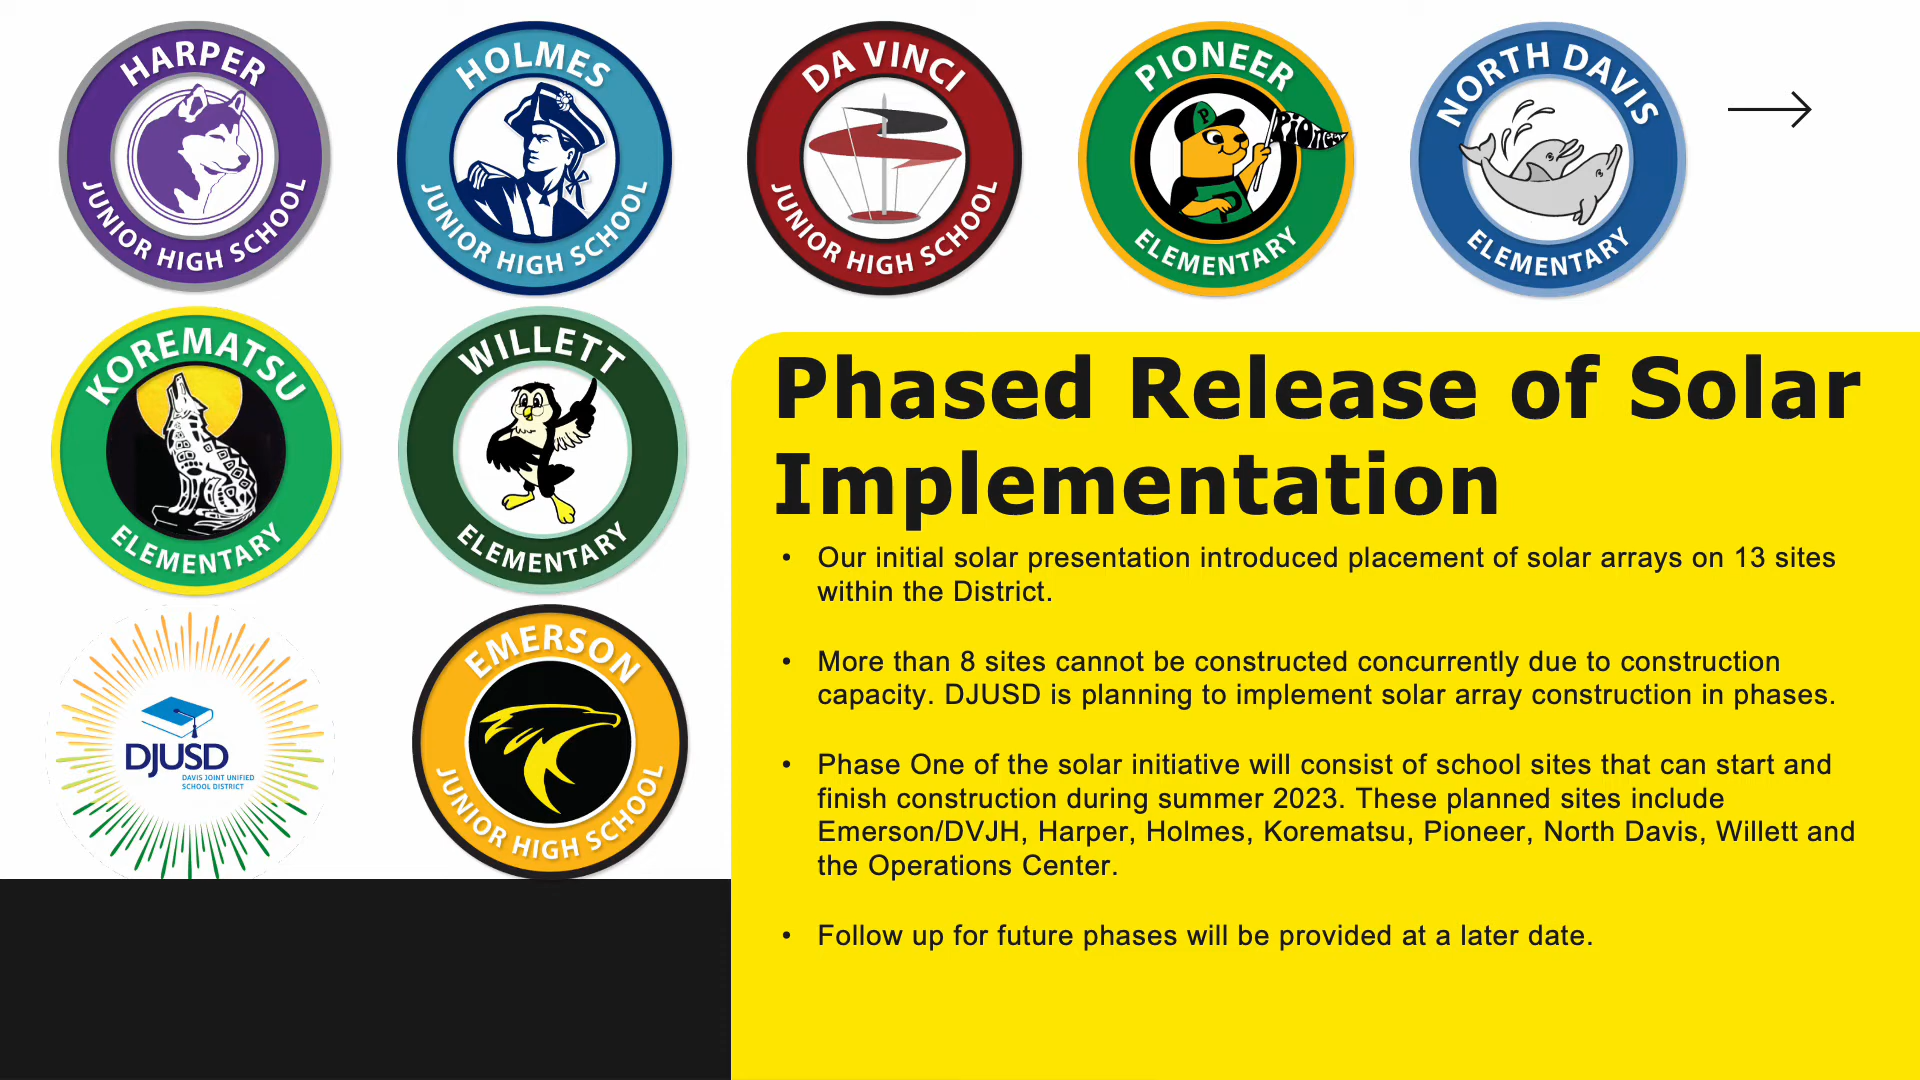 HARPER
JUNIOR HIGH SCHOOL
HOLMES
JUNIOR HIGH SCHOOL
DA VINCI
JUNIOR HIGH SCHOOL
PIONEER
P
PIONEER
P
ELEMENTARY
NORTH DAVIS
ELEMENTARY
KOREMATSU
ELEMENTARY
WILLETT
ELEMENTARY
DJUSD
DAVIS JOINT UNIFIED
SCHOOL DISTRICT
EMERSON
JUNIOR HIGH SCHOOL
Phased Release of Solar
Implementation
• Our initial solar presentation introduced placement of solar arrays on 13 sites
within the District.
• More than 8 sites cannot be constructed concurrently due to construction
capacity. DJUSD is planning to implement solar array construction in phases.
• Phase One of the solar initiative will consist of school sites that can start and
finish construction during summer 2023. These planned sites include
Emerson/DVJH, Harper, Holmes, Korematsu, Pioneer, North Davis, Willett and
the Operations Center.
• Follow up for future phases will be provided at a later date.